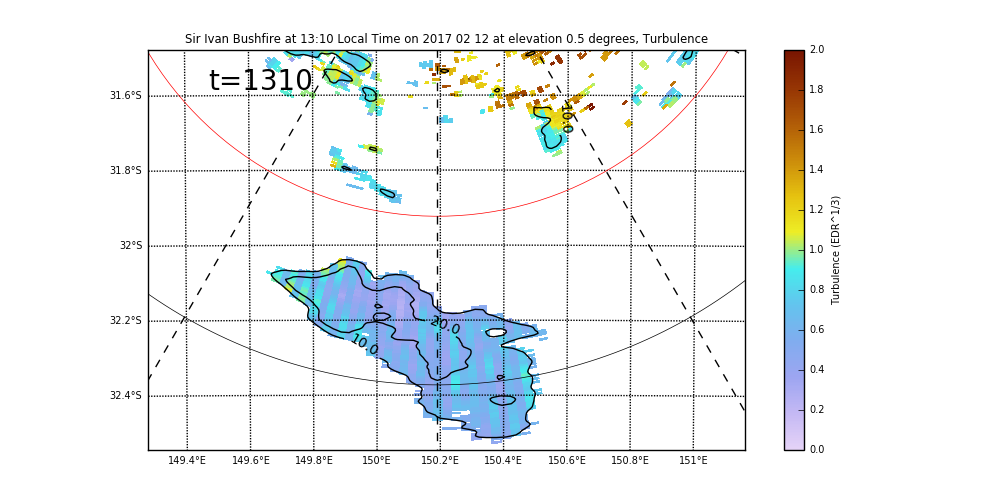 Sir Ivan Bushfire at 13:10 Local Time on 2017 02 12 at elevation 0.5 degrees, Turbulence
t=1310
31.6°S
31.8°S
32°S
32.2°S
32.4°S
10.0
20.0
10.0
149.4°E 149.6°E 149.8°E 150°E 150.2°E 150.4°E 150.6°E 150.8°E 151°E
2.0
1.8
1.6
1.4
1.2
1.0
0.8
0.6
0.4
0.2
0.0
Turbulence (EDR^1/3)